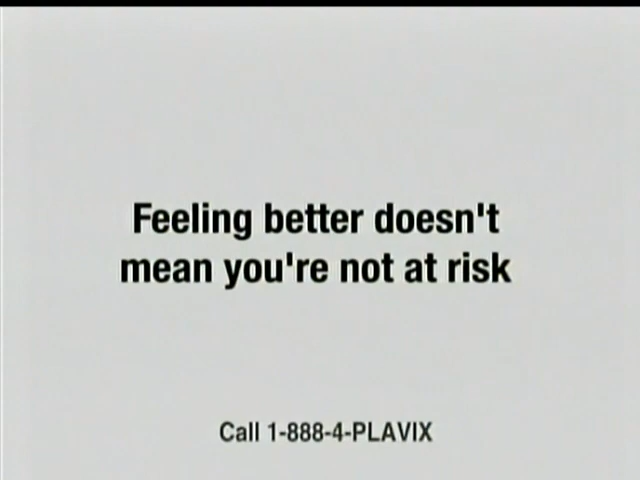 Feeling better doesn't
mean you're not at risk
Call 1-888-4-PLAVIX